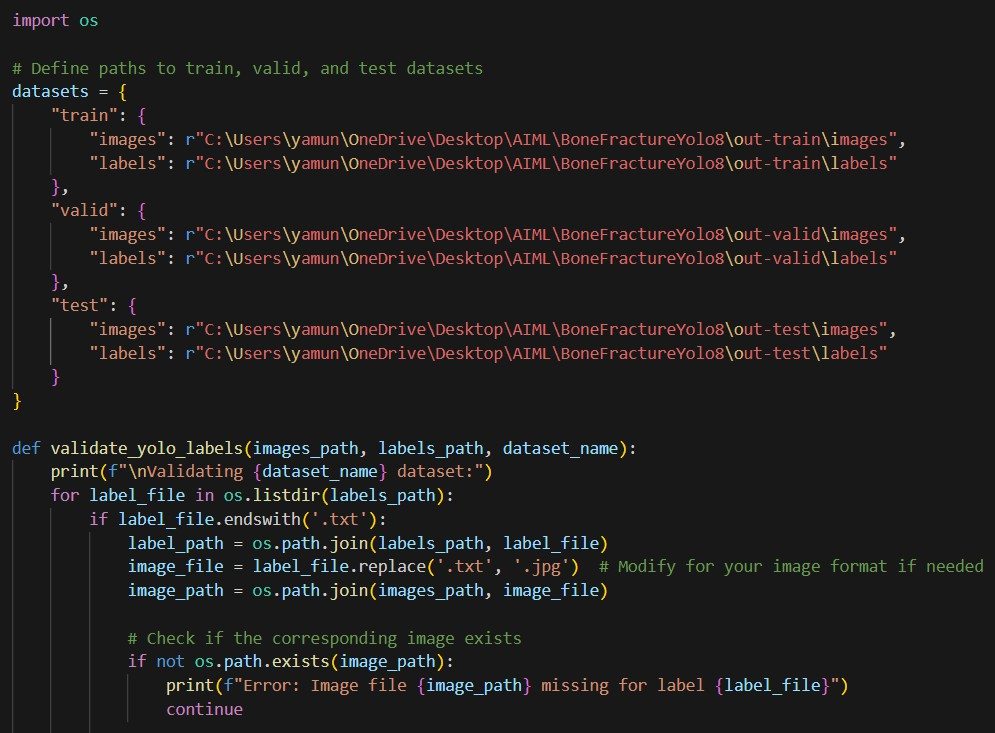 import os

# Define paths to train, valid, and test datasets
datasets = {
    "train": {
        "images": r"C:\Users\yamun\OneDrive\Desktop\AIML\BoneFractureYolo8\out-train\images",
        "labels": r"C:\Users\yamun\OneDrive\Desktop\AIML\BoneFractureYolo8\out-train\labels"
    },
    "valid": {
        "images": r"C:\Users\yamun\OneDrive\Desktop\AIML\BoneFractureYolo8\out-valid\images",
        "labels": r"C:\Users\yamun\OneDrive\Desktop\AIML\BoneFractureYolo8\out-valid\labels"
    },
    "test": {
        "images": r"C:\Users\yamun\OneDrive\Desktop\AIML\BoneFractureYolo8\out-test\images",
        "labels": r"C:\Users\yamun\OneDrive\Desktop\AIML\BoneFractureYolo8\out-test\labels"
    }
}

def validate_yolo_labels(images_path, labels_path, dataset_name):
    print(f"\nValidating {dataset_name} dataset:")
    for label_file in os.listdir(labels_path):
        if label_file.endswith('.txt'):
            label_path = os.path.join(labels_path, label_file)
            image_file = label_file.replace('.txt', '.jpg')  # Modify for your image format if needed
            image_path = os.path.join(images_path, image_file)

            # Check if the corresponding image exists
            if not os.path.exists(image_path):
                print(f"Error: Image file {image_path} missing for label {label_file}")
                continue